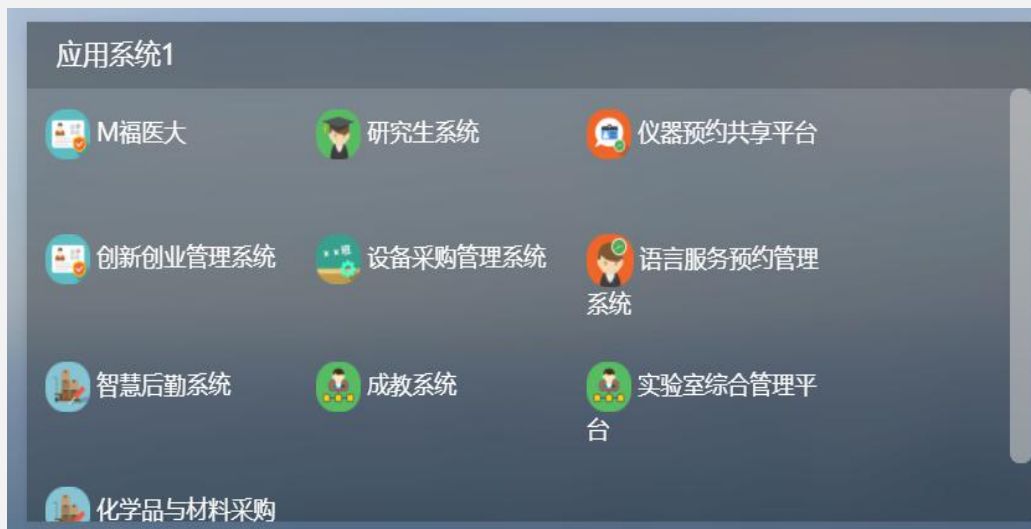 应用系统1
M福医大
研究生系统
仪器预约共享平台
创新创业管理系统
设备采购管理系统
语言服务预约管理
系统
智慧后勤系统
成教系统
实验室综合管理平
台
化学品与材料采购